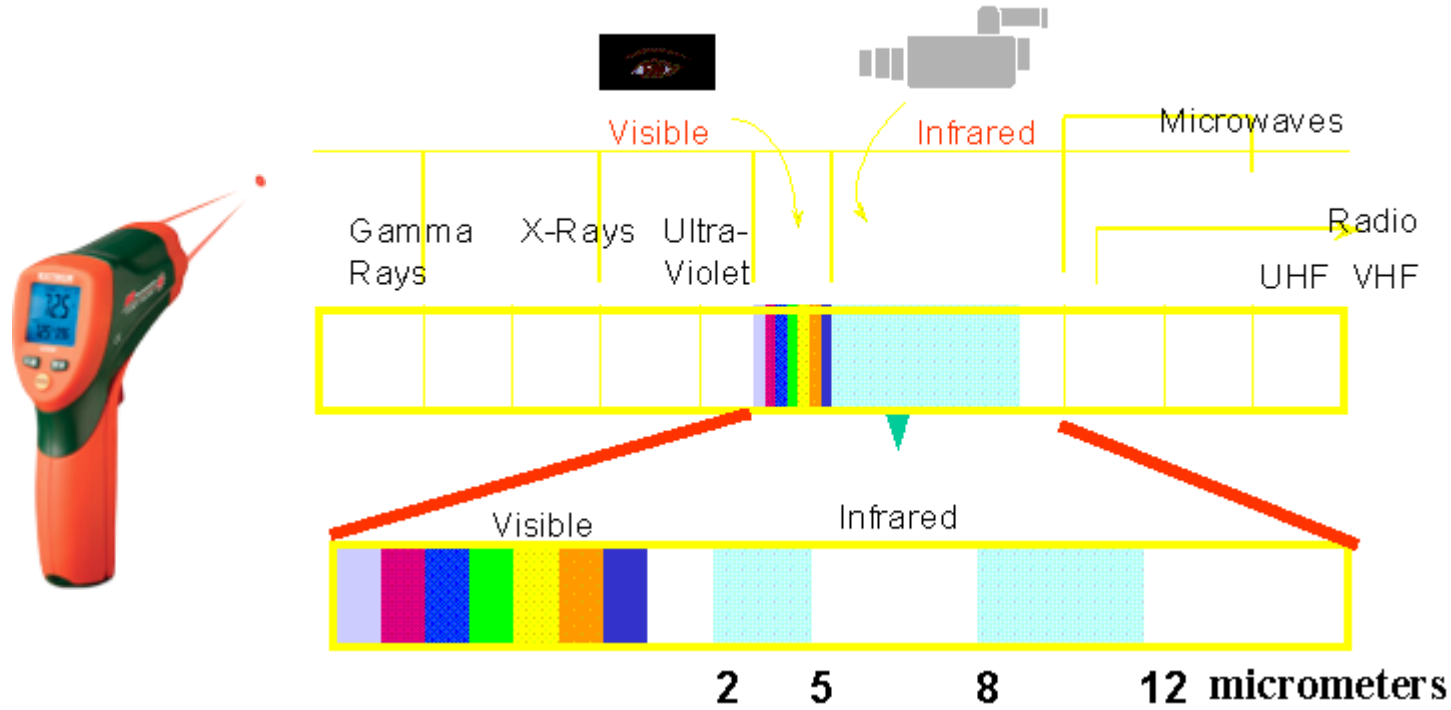 Visible
Infrared
Microwaves
Gamma
Rays
X-Rays
Ultra-
Violet
Radio
UHF VHF
Visible
Infrared
2 5 8 12 micrometers